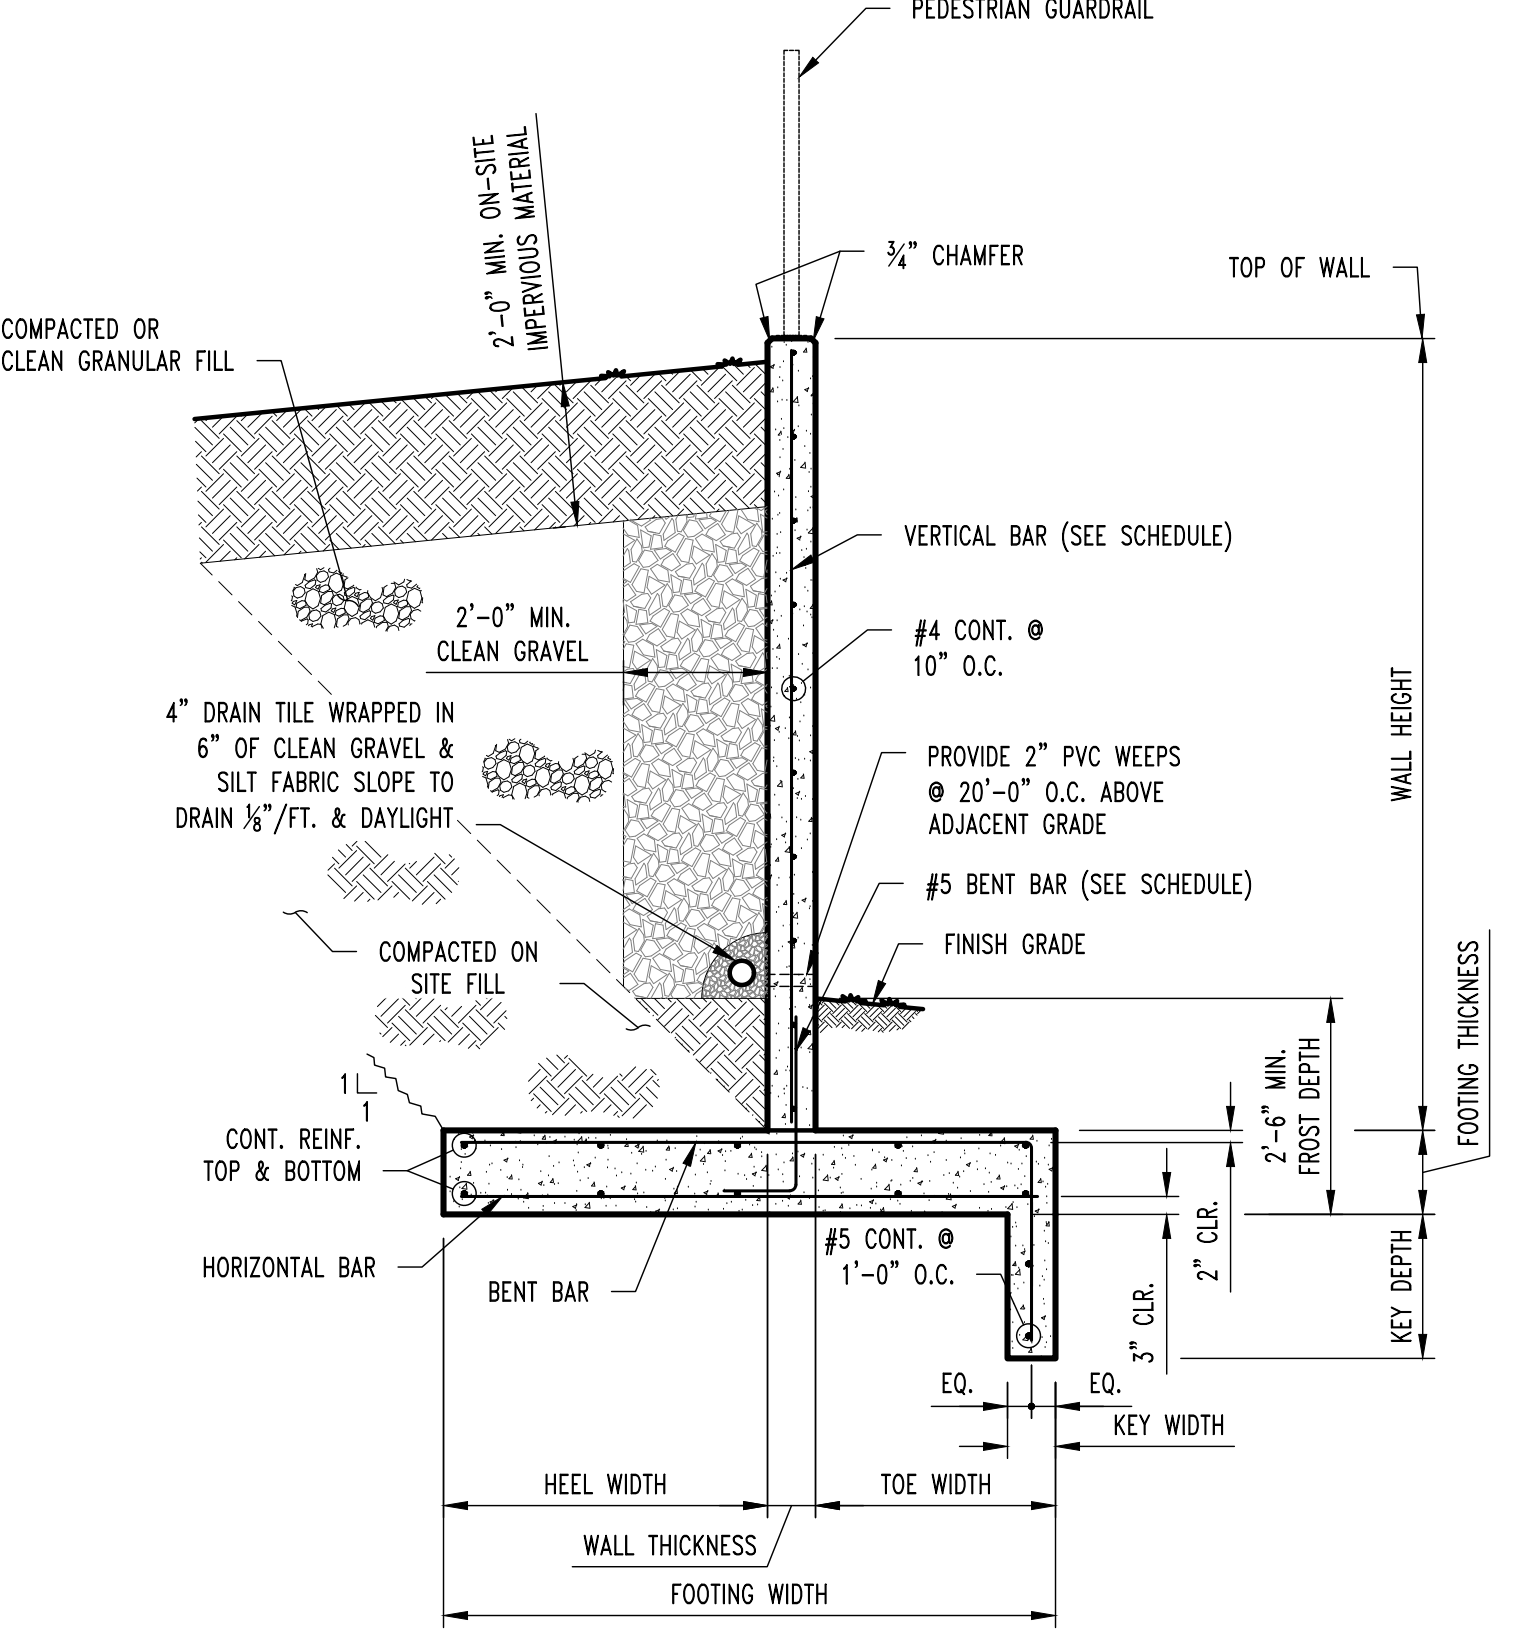 PEDESTRIAN GUARDRAIL
2'-0" MIN. ON-SITE
IMPERVIOUS MATERIAL
3/4" CHAMFER
TOP OF WALL
COMPACTED OR
CLEAN GRANULAR FILL
VERTICAL BAR (SEE SCHEDULE)
2'-0" MIN.
CLEAN GRAVEL
#4 CONT. @
10" O.C.
WALL HEIGHT
4" DRAIN TILE WRAPPED IN
6" OF CLEAN GRAVEL &
SILT FABRIC SLOPE TO
DRAIN 1/8"/FT. & DAYLIGHT
PROVIDE 2" PVC WEEPS
@ 20'-0" O.C. ABOVE
ADJACENT GRADE
#5 BENT BAR (SEE SCHEDULE)
FINISH GRADE
COMPACTED ON
SITE FILL
FOOTING THICKNESS
2'-6" MIN.
FROST DEPTH
1
1
CONT. REINF.
TOP & BOTTOM
HORIZONTAL BAR
BENT BAR
#5 CONT. @
1'-0" O.C.
2" CLR.
3" CLR.
KEY DEPTH
EQ.
EQ.
KEY WIDTH
HEEL WIDTH
TOE WIDTH
WALL THICKNESS
FOOTING WIDTH